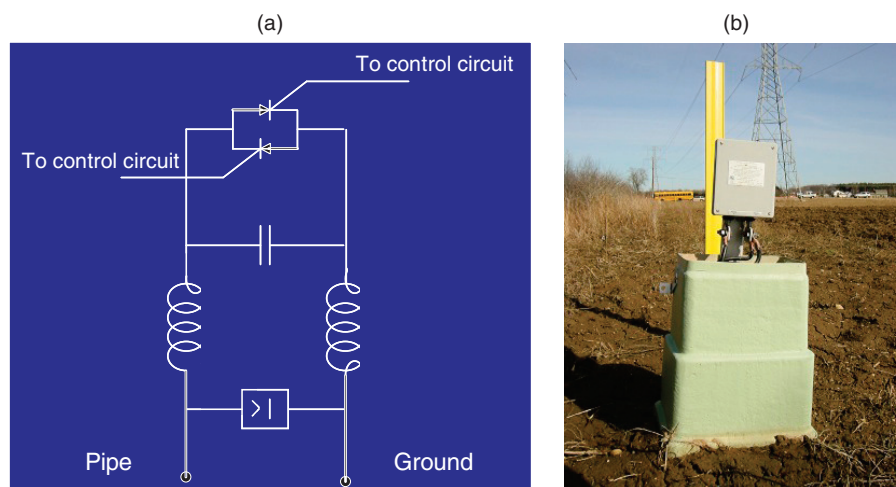 (a)
(b)
To control circuit
To control circuit
Pipe
Ground